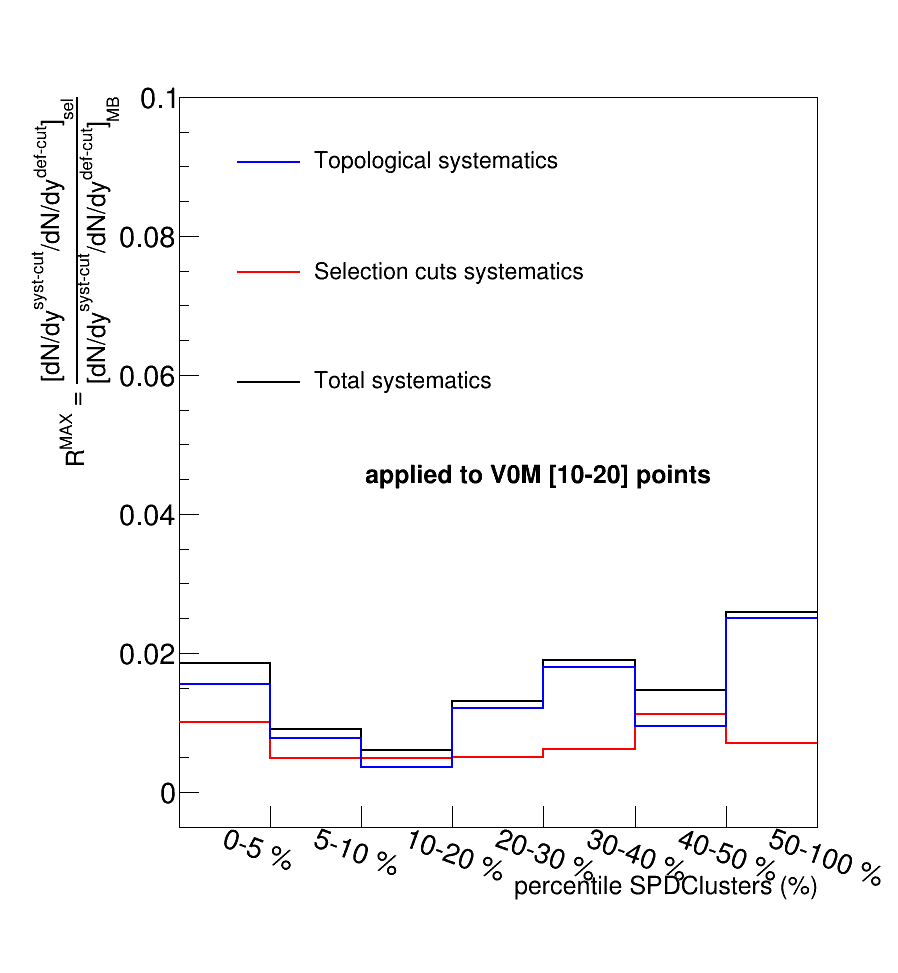 R^MAX = [dN/dy^syst-cut/dN/dy^def-cut]_sel
[dN/dy^syst-cut/dN/dy^def-cut]_MB
0.1
0.08
0.06
0.04
0.02
0
Topological systematics
Selection cuts systematics
Total systematics
applied to V0M [10-20] points
0-5 %
5-10 %
10-20 %
20-30 %
30-40 %
40-50 %
50-100 %
percentile SPDClusters (%)